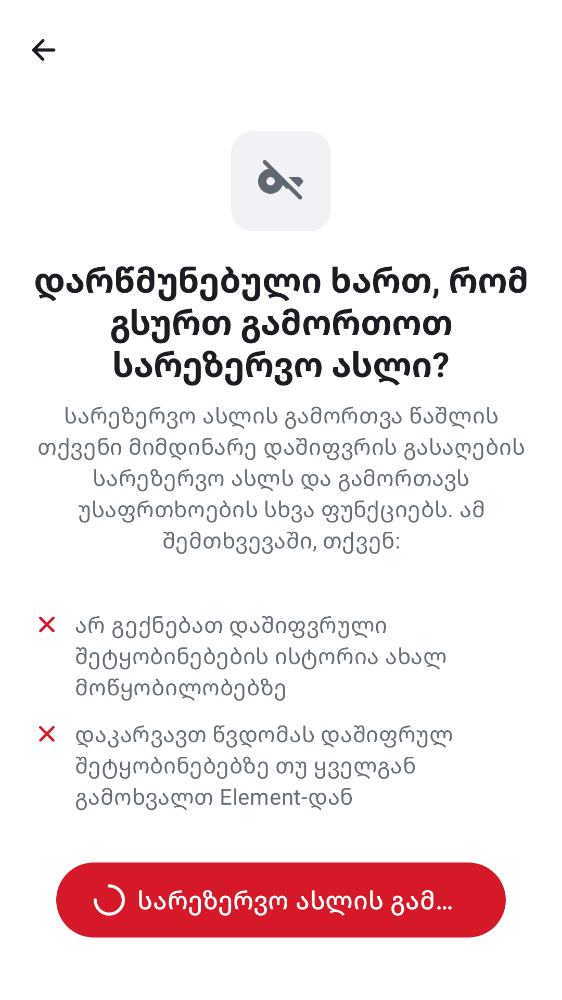 დარწმუნებული ხართ, რომ
გსურთ გამორთოთ
სარეზერვო ასლი?
სარეზერვო ასლის გამორთვა წაშლის
თქვენი მიმდინარე დაშიფვრის გასაღების
სარეზერვო ასლს და გამორთავს
უსაფრთხოების სხვა ფუნქციებს. ამ
შემთხვევაში, თქვენ:
არ გექნებათ დაშიფვრული
შეტყობინებების ისტორია ახალ
მოწყობილობებზე
დაკარვავთ წვდომას დაშიფრულ
შეტყობინებებზე თუ ყველგან
გამოხვალთ Element-დან
სარეზერვო ასლის გამ…